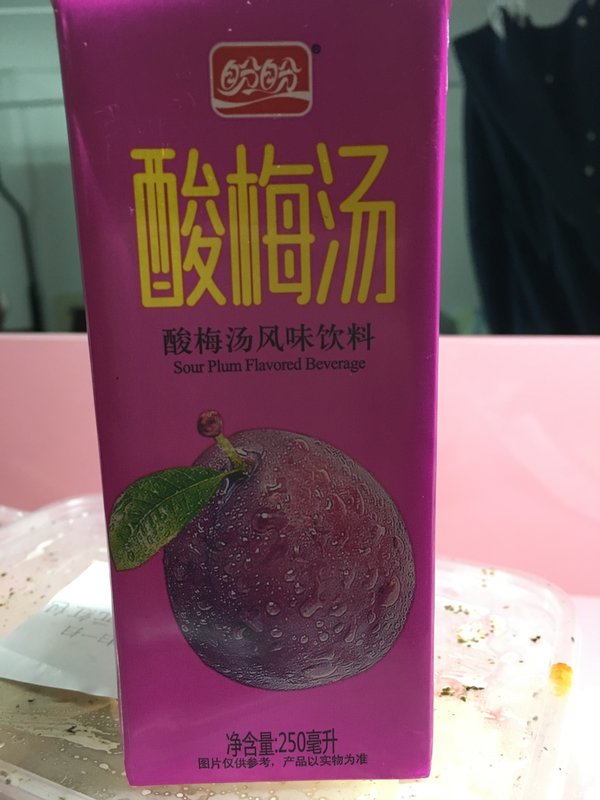 盼盼
酸梅汤
酸梅汤风味饮料
Sour Plum Flavored Beverage
净含量:250毫升
图片仅供参考，产品以实物为准